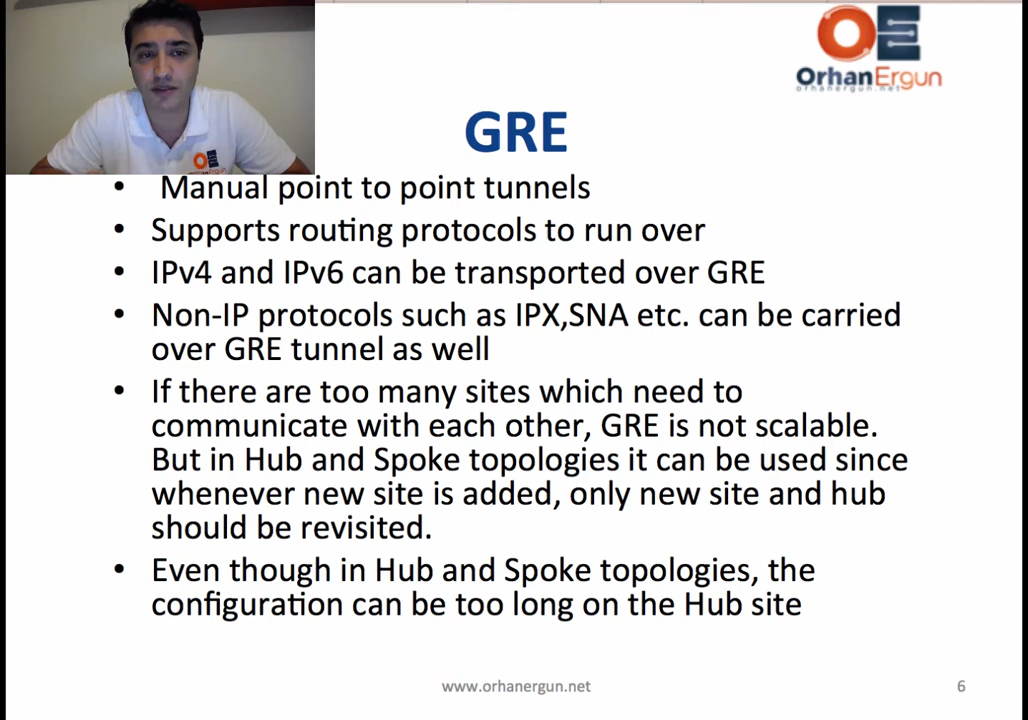 OrhanErgun
orhanergun.net
GRE
• Manual point to point tunnels
• Supports routing protocols to run over
• IPv4 and IPv6 can be transported over GRE
• Non-IP protocols such as IPX,SNA etc. can be carried
over GRE tunnel as well
• If there are too many sites which need to
communicate with each other, GRE is not scalable.
But in Hub and Spoke topologies it can be used since
whenever new site is added, only new site and hub
should be revisited.
• Even though in Hub and Spoke topologies, the
configuration can be too long on the Hub site
www.orhanergun.net
6